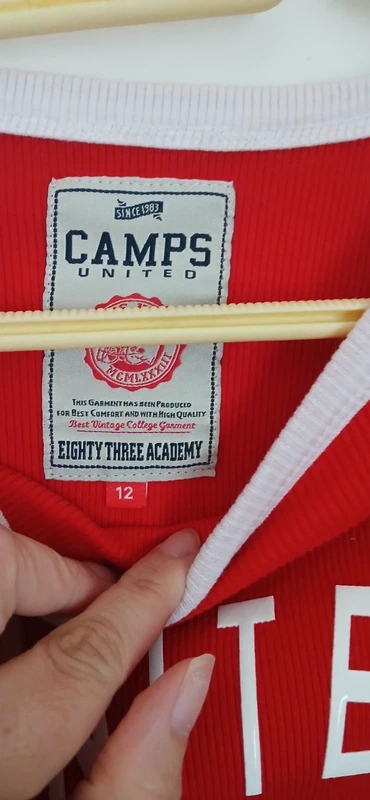 SINCE 1983
CAMPS
UNITED
MCMLXXXIII
THIS GARMENT HAS BEEN PRODUCED
FOR BEST COMFORT AND WITH HIGH QUALITY
Best Vintage College Garment
EIGHTY THREE ACADEMY
12
TE